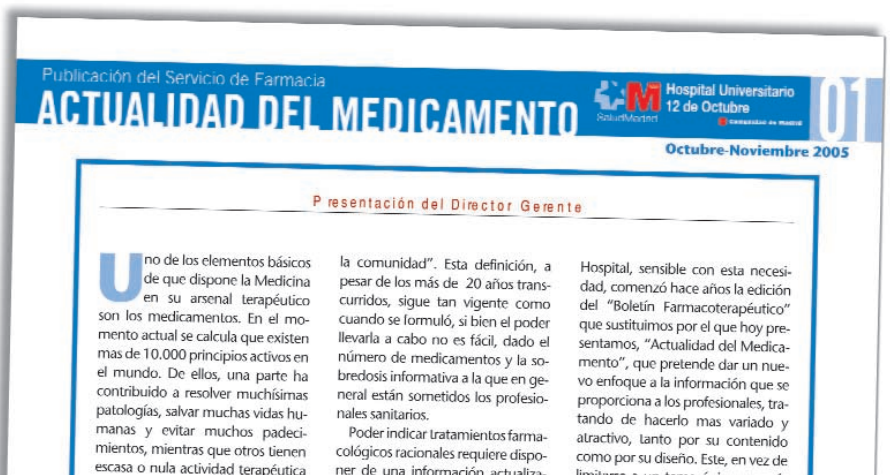 Publicación del Servicio de Farmacia
ACTUALIDAD DEL MEDICAMENTO
SaludMadrid
Hospital Universitario
12 de Octubre
Comunidad de Madrid
01
Octubre-Noviembre 2005
Presentación del Director Gerente
Uno de los elementos básicos
de que dispone la Medicina
en su arsenal terapéutico
son los medicamentos. En el mo-
mento actual se calcula que existen
mas de 10.000 principios activos en
el mundo. De ellos, una parte ha
contribuido a resolver muchísimas
patologías, salvar muchas vidas hu-
manas y evitar muchos padeci-
mientos, mientras que otros tienen
escasa o nula actividad terapéutica
la comunidad”. Esta definición, a
pesar de los más de 20 años trans-
curridos, sigue tan vigente como
cuando se formuló, si bien el poder
llevarla a cabo no es fácil, dado el
número de medicamentos y la so-
bredosis informativa a la que en ge-
neral están sometidos los profesio-
nales sanitarios.
Poder indicar tratamientos farma-
cológicos racionales requiere dispo-
ner de una información actualiza-
Hospital, sensible con esta necesi-
dad, comenzó hace años la edición
del “Boletín Farmacoterapéutico”
que sustituimos por el que hoy pre-
sentamos, “Actualidad del Medica-
mento”, que pretende dar un nue-
vo enfoque a la información que se
proporciona a los profesionales, tra-
tando de hacerlo mas variado y
atractivo, tanto por su contenido
como por su diseño. Este, en vez de